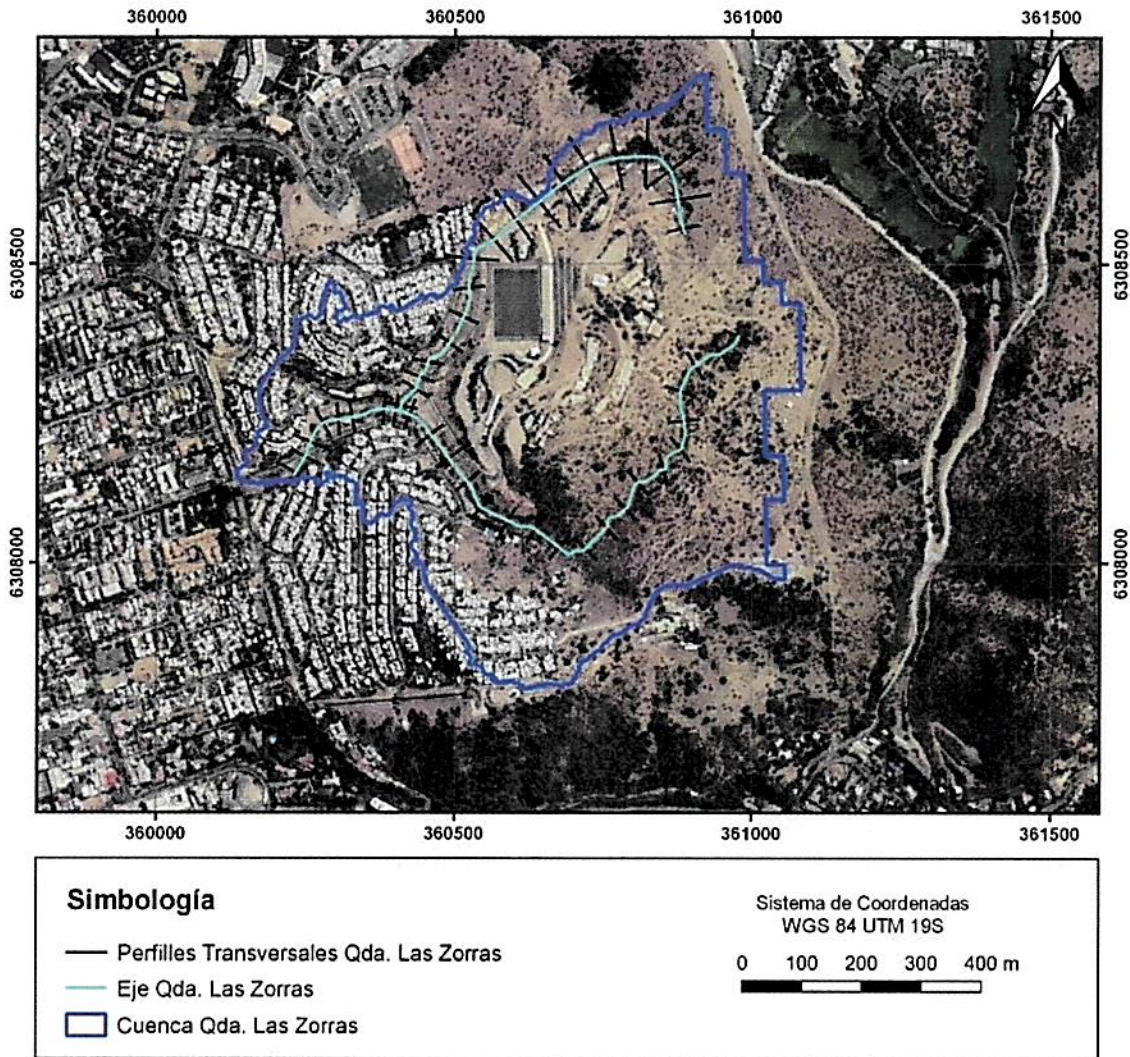 360000 360500 361000 361500
6308500 6308500
6308000 6308000
360000 360500 361000 361500
Simbología
Perfilles Transversales Qda. Las Zorras
Eje Qda. Las Zorras
Cuenca Qda. Las Zorras
Sistema de Coordenadas
WGS 84 UTM 19S
0 100 200 300 400 m